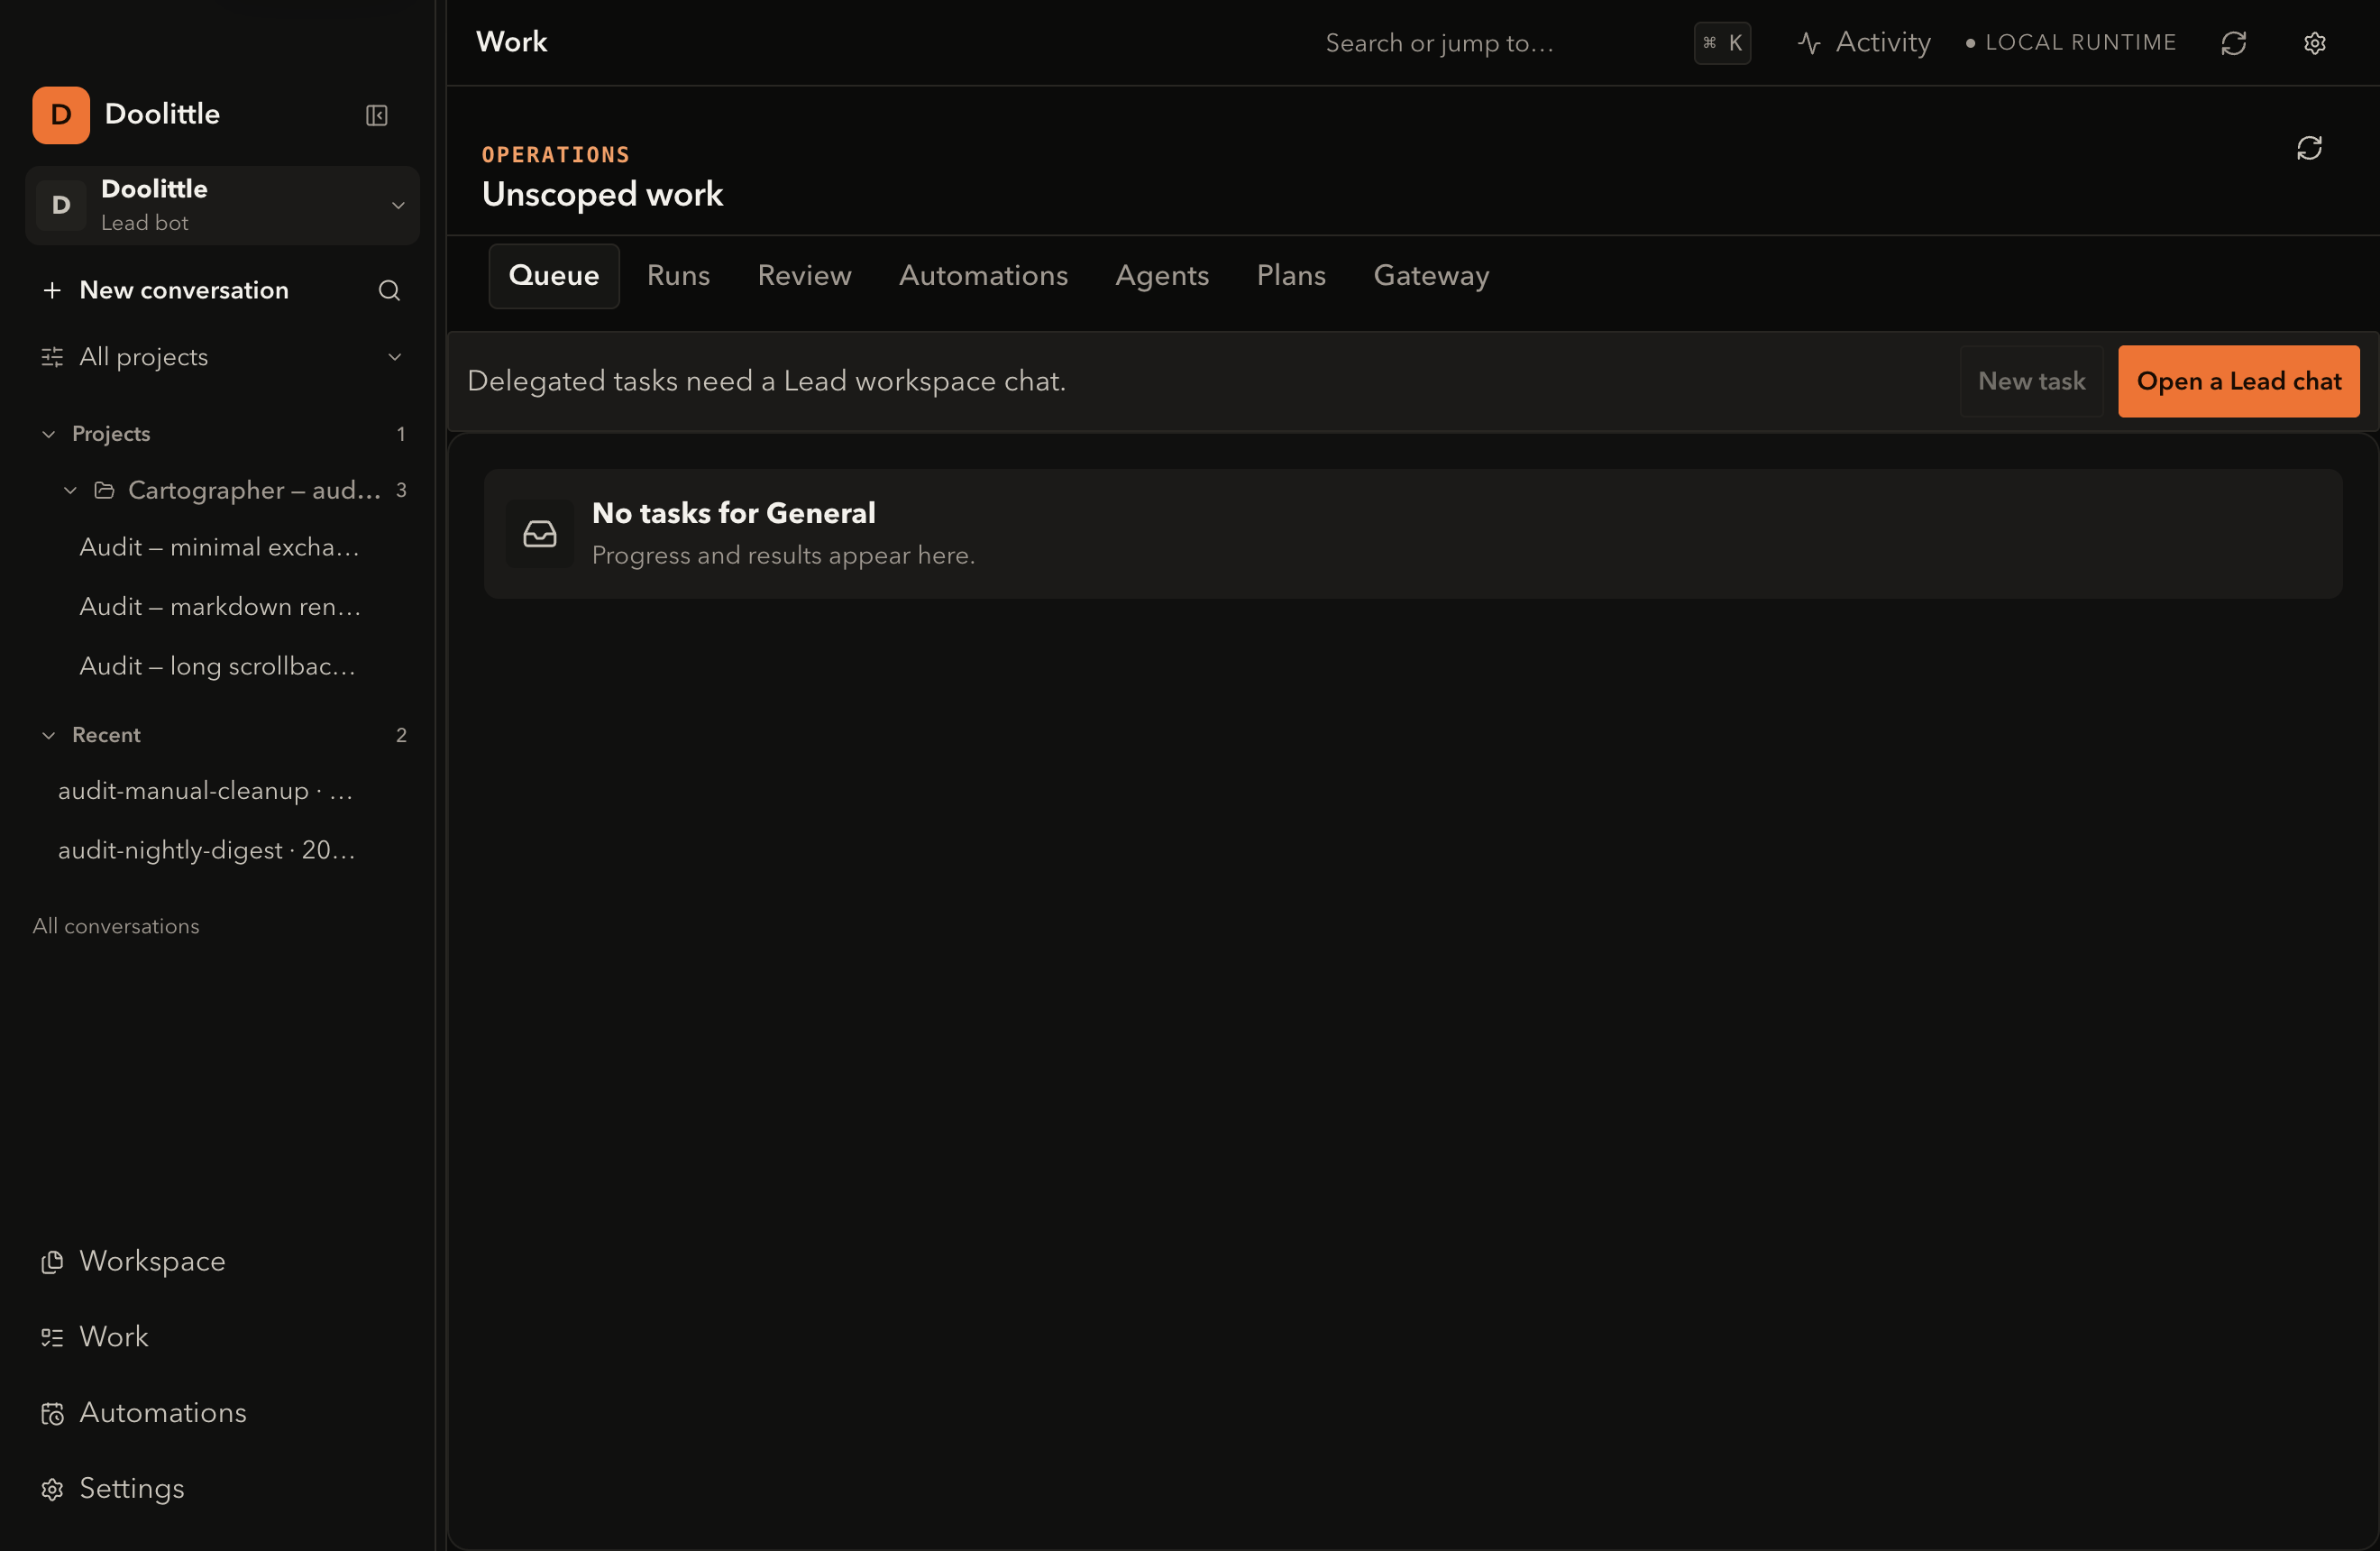 D Doolittle
D Doolittle
Lead bot
New conversation
All projects
Projects 1
Cartographer – aud… 3
Audit – minimal excha…
Audit – markdown ren…
Audit – long scrollbac…
Recent 2
audit-manual-cleanup · …
audit-nightly-digest · 20…
All conversations
Workspace
Work
Automations
Settings
Work Search or jump to… ⌘ K Activity LOCAL RUNTIME
OPERATIONS
Unscoped work
Queue Runs Review Automations Agents Plans Gateway
Delegated tasks need a Lead workspace chat. New task Open a Lead chat
No tasks for General
Progress and results appear here.